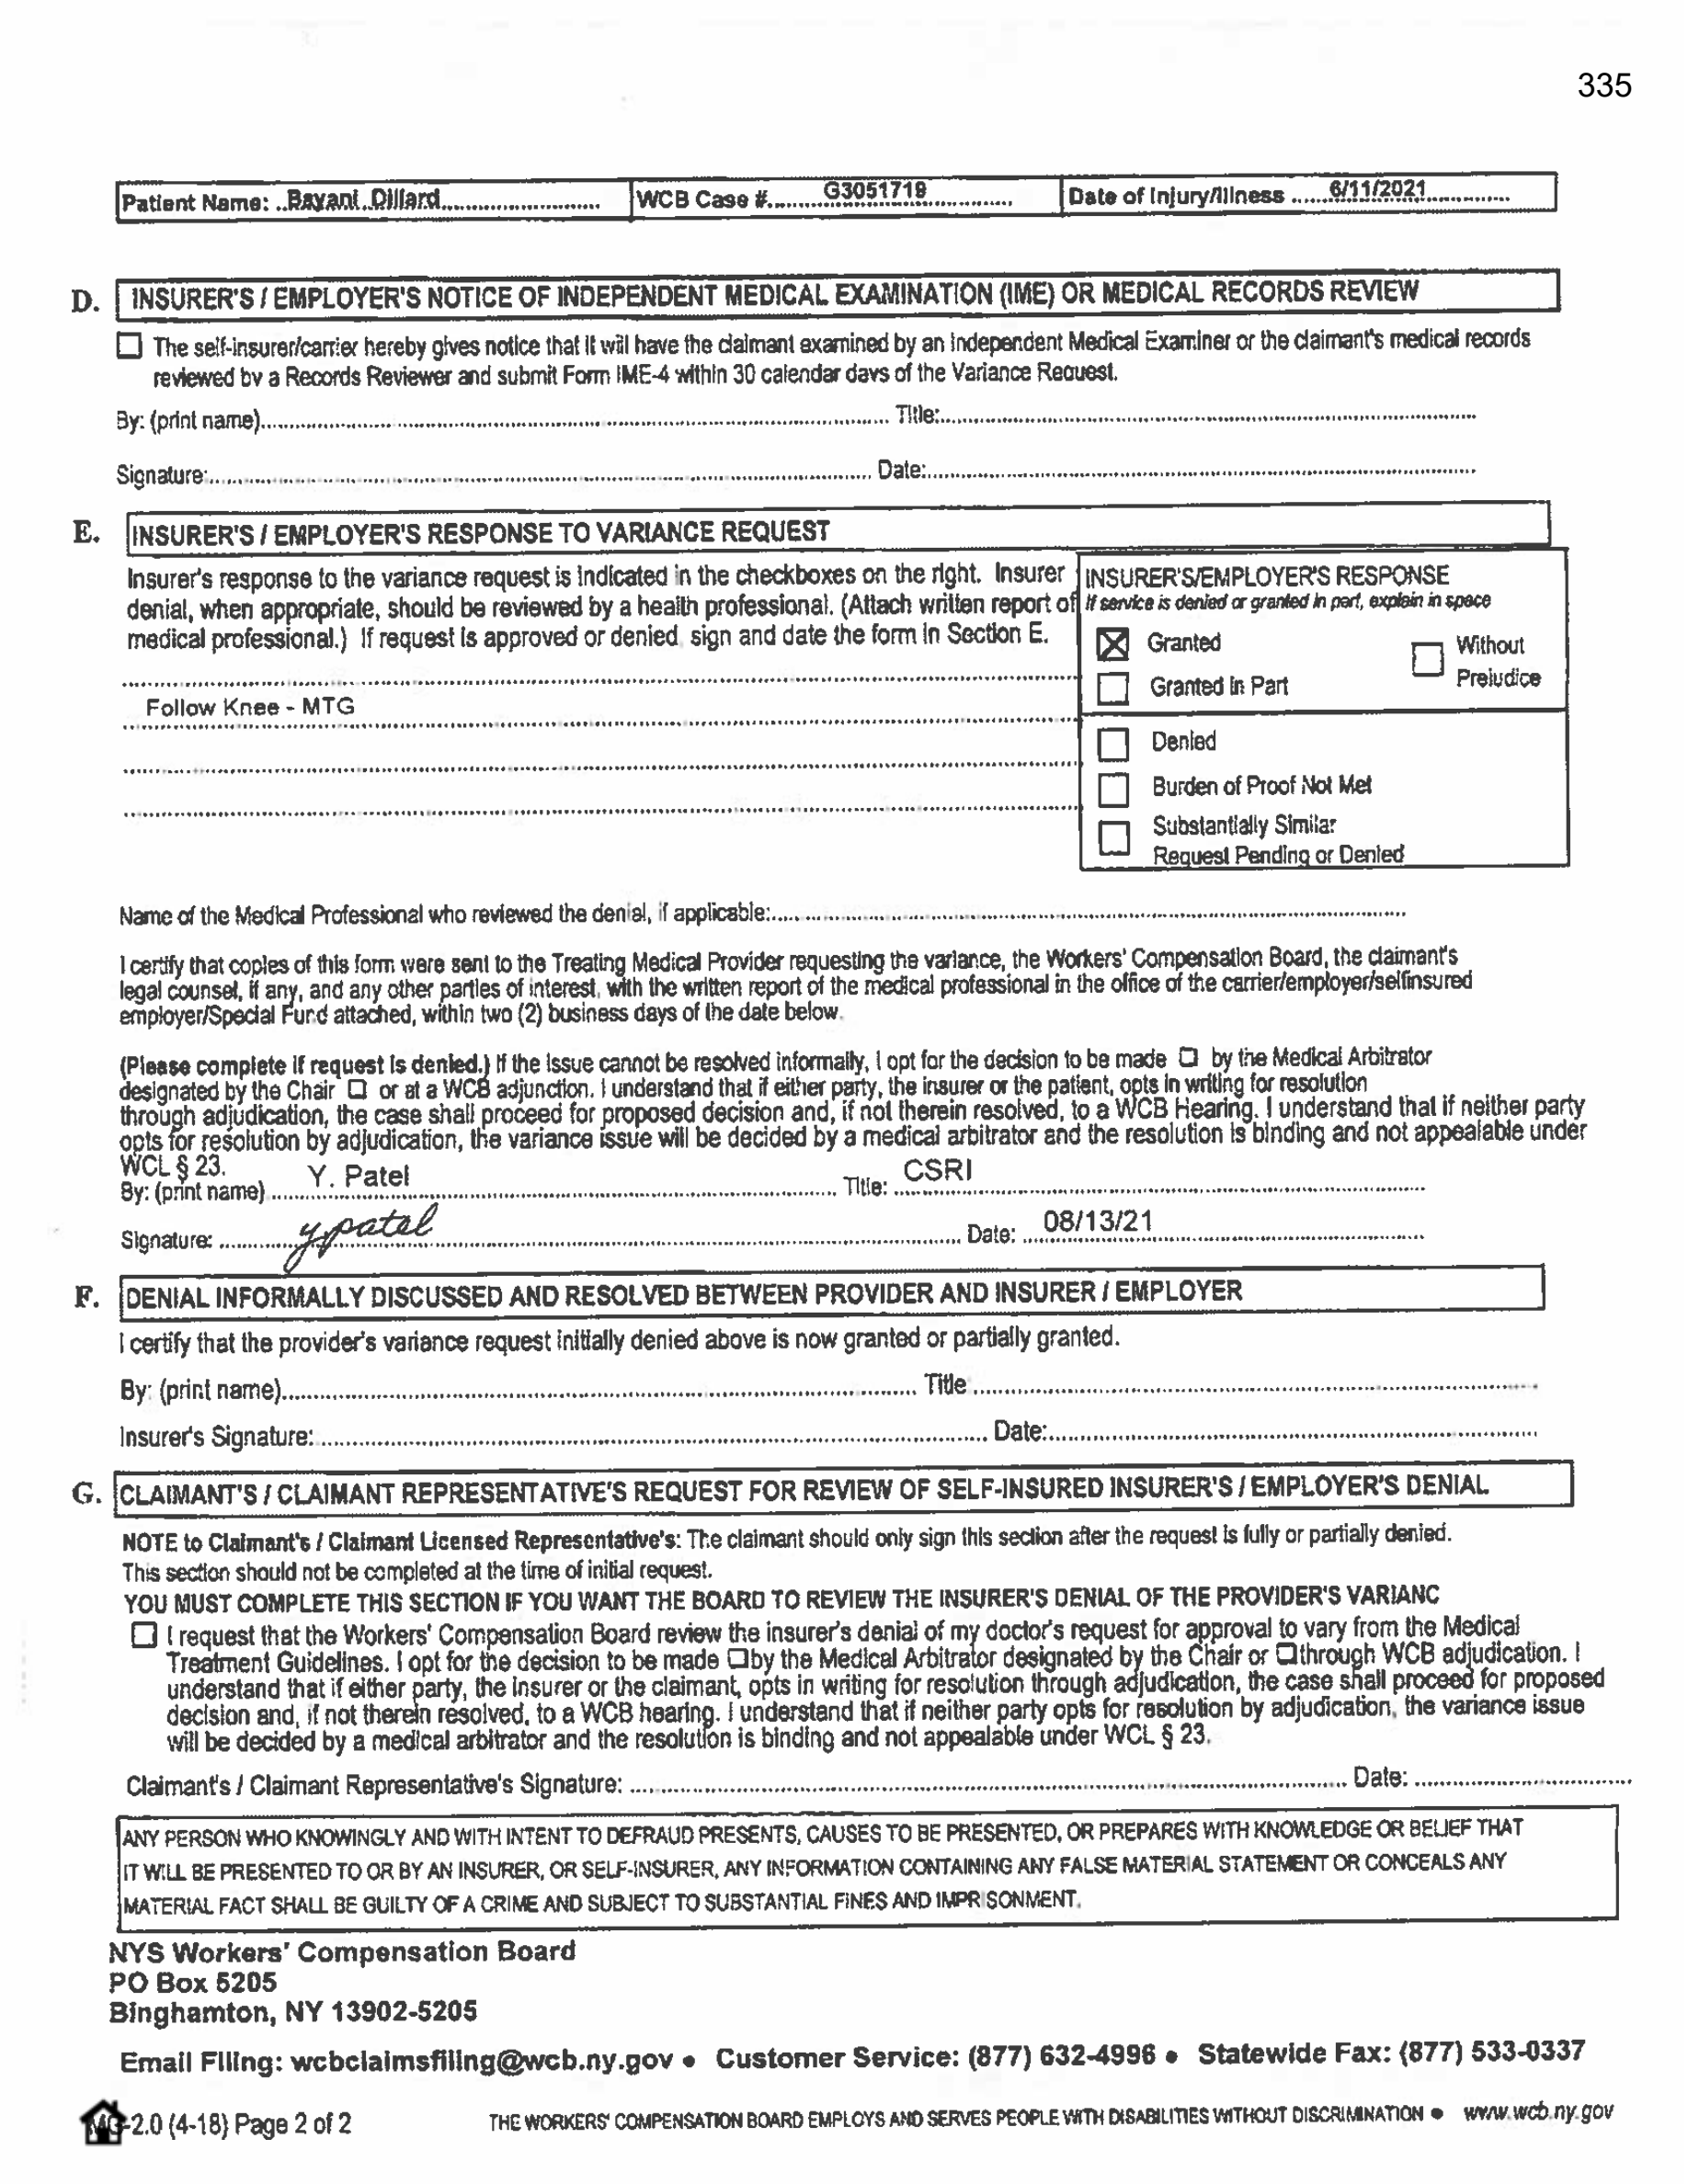 335
Patient Name: ..Bayani..Dillard........................ WCB Case #.........G3051719.............. Date of Injury/Illness ......6/11/2021..............
D. INSURER'S / EMPLOYER'S NOTICE OF INDEPENDENT MEDICAL EXAMINATION (IME) OR MEDICAL RECORDS REVIEW
☐ The self-insurer/carrier hereby gives notice that it will have the claimant examined by an Independent Medical Examiner or the claimant's medical records
reviewed by a Records Reviewer and submit Form IME-4 within 30 calendar days of the Variance Request.
By: (print name)........................ Title:........................
Signature:........................ Date:........................
E. INSURER'S / EMPLOYER'S RESPONSE TO VARIANCE REQUEST
Insurer's response to the variance request is indicated in the checkboxes on the right. Insurer
denial, when appropriate, should be reviewed by a health professional. (Attach written report of
medical professional.) If request is approved or denied, sign and date the form in Section E.
Follow Knee - MTG
INSURER'S/EMPLOYER'S RESPONSE
If service is denied or granted in part, explain in space
☒ Granted ☐ Without
Prejudice
☐ Granted in Part
☐ Denied
☐ Burden of Proof Not Met
☐ Substantially Similar
Request Pending or Denied
Name of the Medical Professional who reviewed the denial, if applicable:........................
I certify that copies of this form were sent to the Treating Medical Provider requesting the variance, the Workers' Compensation Board, the claimant's
legal counsel, if any, and any other parties of interest, with the written report of the medical professional in the office of the carrier/employer/selfinsured
employer/Special Fund attached, within two (2) business days of the date below.
(Please complete if request is denied.) If the issue cannot be resolved informally, I opt for the decision to be made ☐ by the Medical Arbitrator
designated by the Chair ☐ or at a WCB adjunction. I understand that if either party, the insurer or the patient, opts in writing for resolution
through adjudication, the case shall proceed for proposed decision and, if not therein resolved, to a WCB Hearing. I understand that if neither party
opts for resolution by adjudication, the variance issue will be decided by a medical arbitrator and the resolution is binding and not appealable under
WCL § 23.
By: (print name) Y. Patel Title: CSRI
Signature: ypatel Date: 08/13/21
F. DENIAL INFORMALLY DISCUSSED AND RESOLVED BETWEEN PROVIDER AND INSURER / EMPLOYER
I certify that the provider's variance request initially denied above is now granted or partially granted.
By: (print name)........................ Title........................
Insurer's Signature:........................ Date:........................
G. CLAIMANT'S / CLAIMANT REPRESENTATIVE'S REQUEST FOR REVIEW OF SELF-INSURED INSURER'S / EMPLOYER'S DENIAL
NOTE to Claimant's / Claimant Licensed Representative's: The claimant should only sign this section after the request is fully or partially denied.
This section should not be completed at the time of initial request.
YOU MUST COMPLETE THIS SECTION IF YOU WANT THE BOARD TO REVIEW THE INSURER'S DENIAL OF THE PROVIDER'S VARIANC
☐ I request that the Workers' Compensation Board review the insurer's denial of my doctor's request for approval to vary from the Medical
Treatment Guidelines. I opt for the decision to be made ☐by the Medical Arbitrator designated by the Chair or ☐through WCB adjudication. I
understand that if either party, the insurer or the claimant, opts in writing for resolution through adjudication, the case shall proceed for proposed
decision and, if not therein resolved, to a WCB hearing. I understand that if neither party opts for resolution by adjudication, the variance issue
will be decided by a medical arbitrator and the resolution is binding and not appealable under WCL § 23.
Claimant's / Claimant Representative's Signature: ........................ Date: ........................
ANY PERSON WHO KNOWINGLY AND WITH INTENT TO DEFRAUD PRESENTS, CAUSES TO BE PRESENTED, OR PREPARES WITH KNOWLEDGE OR BELIEF THAT
IT WILL BE PRESENTED TO OR BY AN INSURER, OR SELF-INSURER, ANY INFORMATION CONTAINING ANY FALSE MATERIAL STATEMENT OR CONCEALS ANY
MATERIAL FACT SHALL BE GUILTY OF A CRIME AND SUBJECT TO SUBSTANTIAL FINES AND IMPRISONMENT.
NYS Workers' Compensation Board
PO Box 5205
Binghamton, NY 13902-5205
Email Filing: wcbclaimsfiling@wcb.ny.gov • Customer Service: (877) 632-4996 • Statewide Fax: (877) 533-0337
MG-2.0 (4-18) Page 2 of 2 THE WORKERS' COMPENSATION BOARD EMPLOYS AND SERVES PEOPLE WITH DISABILITIES WITHOUT DISCRIMINATION • www.wcb.ny.gov